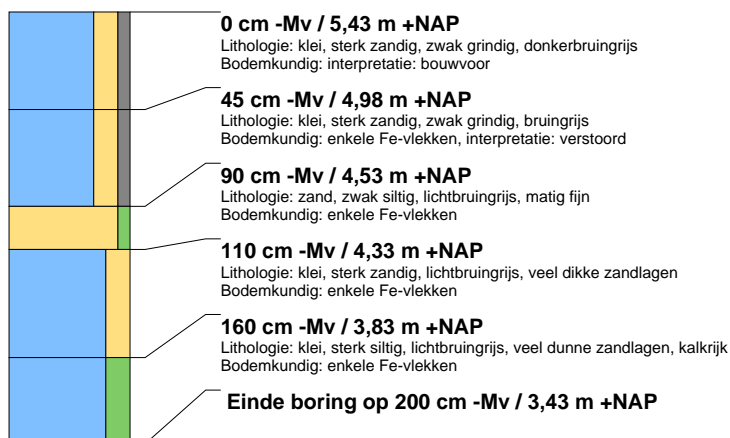 0 cm -Mv / 5,43 m +NAP
Lithologie: klei, sterk zandig, zwak grindig, donkerbruingrijs
Bodemkundig: interpretatie: bouwvoor
45 cm -Mv / 4,98 m +NAP
Lithologie: klei, sterk zandig, zwak grindig, bruingrijs
Bodemkundig: enkele Fe-vlekken, interpretatie: verstoord
90 cm -Mv / 4,53 m +NAP
Lithologie: zand, zwak siltig, lichtbruingrijs, matig fijn
Bodemkundig: enkele Fe-vlekken
110 cm -Mv / 4,33 m +NAP
Lithologie: klei, sterk zandig, lichtbruingrijs, veel dikke zandlagen
Bodemkundig: enkele Fe-vlekken
160 cm -Mv / 3,83 m +NAP
Lithologie: klei, sterk siltig, lichtbruingrijs, veel dunne zandlagen, kalkrijk
Bodemkundig: enkele Fe-vlekken
Einde boring op 200 cm -Mv / 3,43 m +NAP